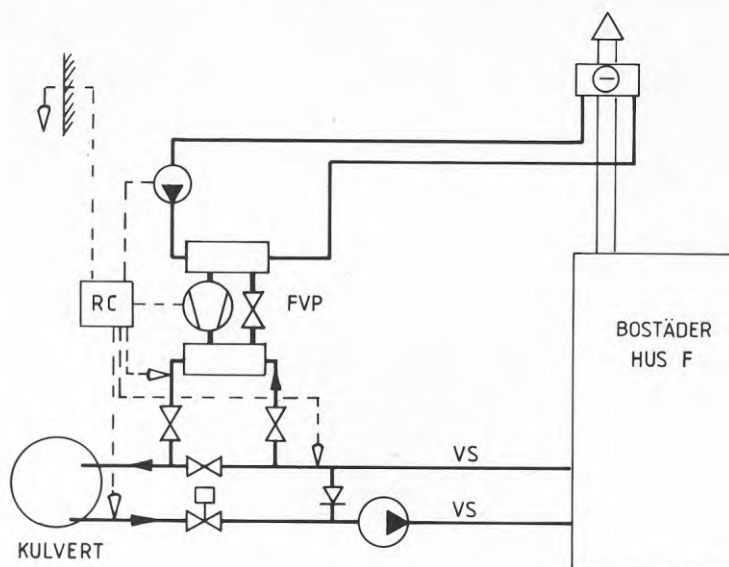 RC
FVP
BOSTÄDER
HUS F
VS
VS
KULVERT